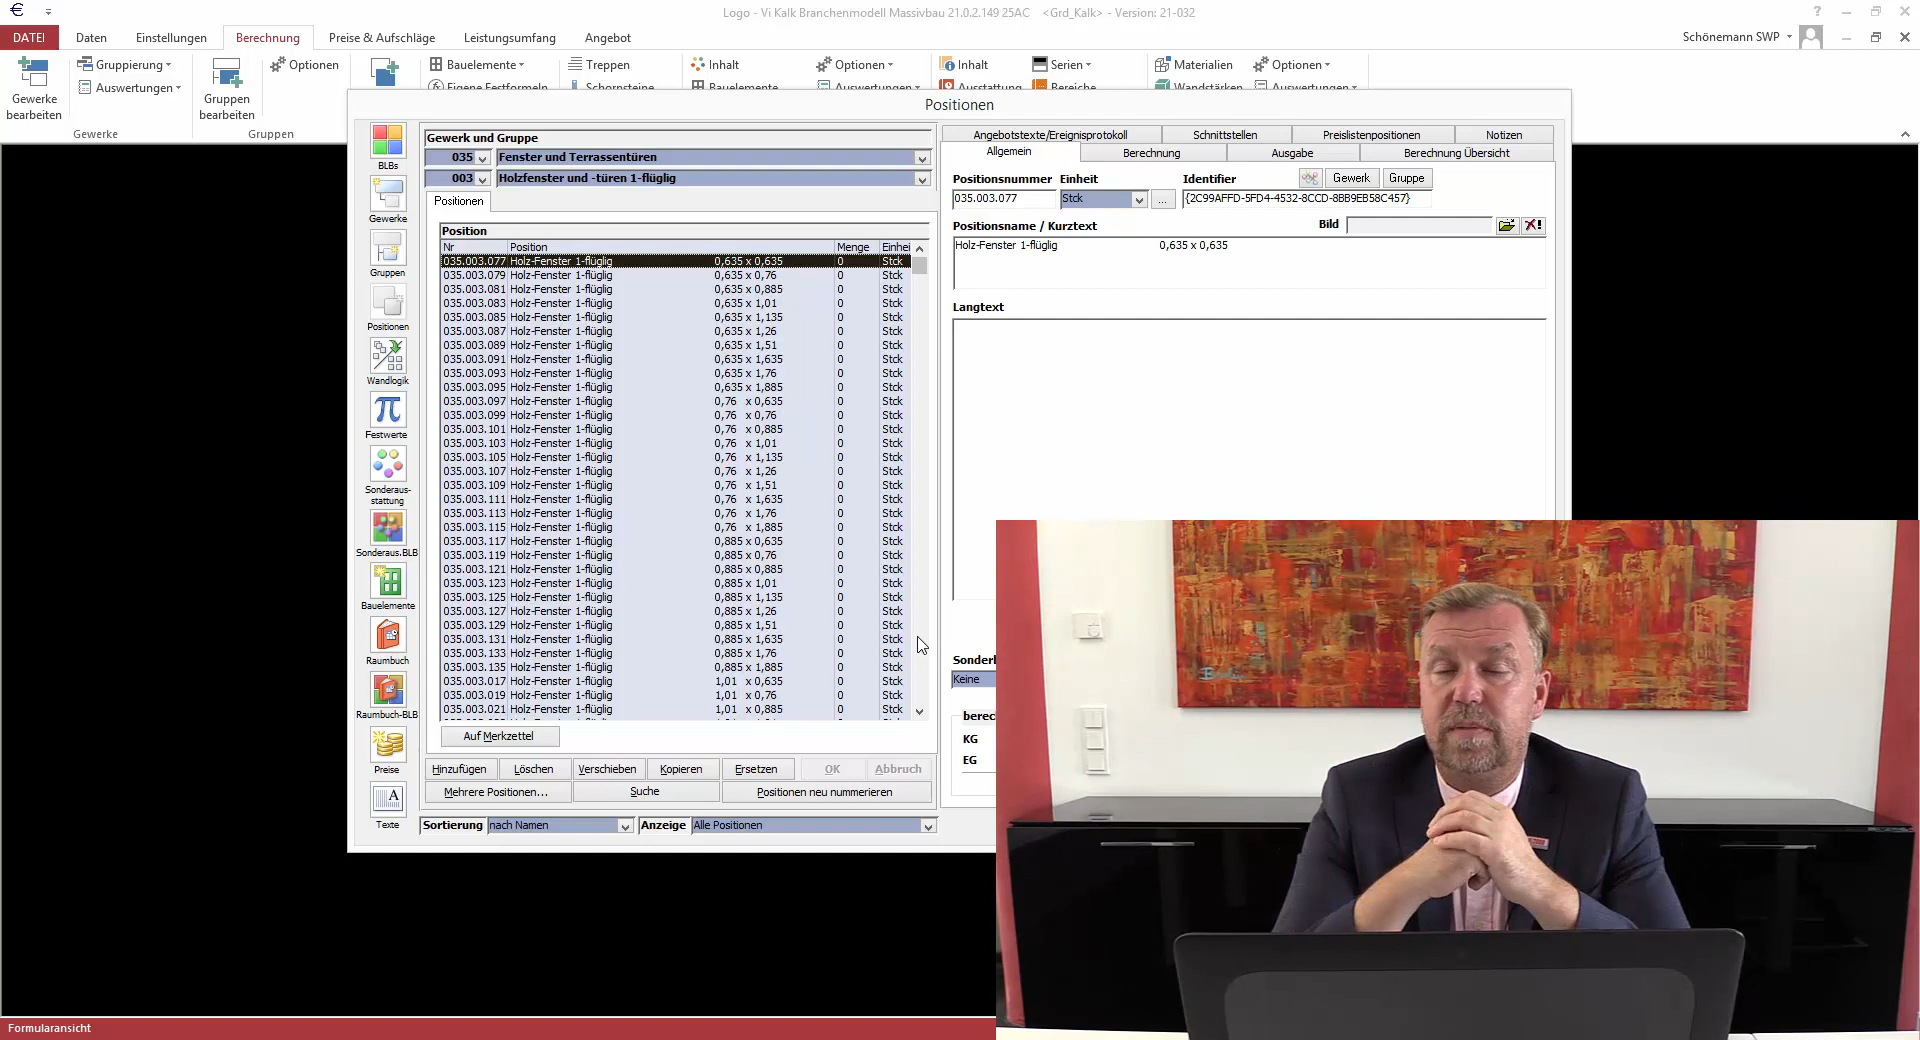 Logo - Vi Kalk Branchenmodell Massivbau 21.0.2.149 25AC   <Grd_Kalk> - Version: 21-032
DATEI Daten Einstellungen Berechnung Preise & Aufschläge Leistungsumfang Angebot Schönemann SWP
Gewerke bearbeiten
Gruppierung
Auswertungen
Gewerke
Gruppen bearbeiten
Optionen
Gruppen
Bauelemente
Eigene Festformeln
Treppen
Schornsteine
Inhalt
Bauelemente
Optionen
Auswertungen
Inhalt
Ausstattung
Serien
Bereiche
Materialien
Wandstärken
Optionen
Auswertungen
Positionen
BLBs
Gewerke
Gruppen
Positionen
Wandlogik
Festwerte
Sonderaus-
stattung
Sonderaus.BLB
Bauelemente
Raumbuch
Raumbuch-BLB
Preise
Texte
Gewerk und Gruppe
035 Fenster und Terrassentüren
003 Holzfenster und -türen 1-flüglig
Positionen
Position
Nr Position Menge Einhei
035.003.077 Holz-Fenster 1-flüglig 0,635 x 0,635 0 Stck
035.003.079 Holz-Fenster 1-flüglig 0,635 x 0,76 0 Stck
035.003.081 Holz-Fenster 1-flüglig 0,635 x 0,885 0 Stck
035.003.083 Holz-Fenster 1-flüglig 0,635 x 1,01 0 Stck
035.003.085 Holz-Fenster 1-flüglig 0,635 x 1,135 0 Stck
035.003.087 Holz-Fenster 1-flüglig 0,635 x 1,26 0 Stck
035.003.089 Holz-Fenster 1-flüglig 0,635 x 1,51 0 Stck
035.003.091 Holz-Fenster 1-flüglig 0,635 x 1,635 0 Stck
035.003.093 Holz-Fenster 1-flüglig 0,635 x 1,76 0 Stck
035.003.095 Holz-Fenster 1-flüglig 0,635 x 1,885 0 Stck
035.003.097 Holz-Fenster 1-flüglig 0,76 x 0,635 0 Stck
035.003.099 Holz-Fenster 1-flüglig 0,76 x 0,76 0 Stck
035.003.101 Holz-Fenster 1-flüglig 0,76 x 0,885 0 Stck
035.003.103 Holz-Fenster 1-flüglig 0,76 x 1,01 0 Stck
035.003.105 Holz-Fenster 1-flüglig 0,76 x 1,135 0 Stck
035.003.107 Holz-Fenster 1-flüglig 0,76 x 1,26 0 Stck
035.003.109 Holz-Fenster 1-flüglig 0,76 x 1,51 0 Stck
035.003.111 Holz-Fenster 1-flüglig 0,76 x 1,635 0 Stck
035.003.113 Holz-Fenster 1-flüglig 0,76 x 1,76 0 Stck
035.003.115 Holz-Fenster 1-flüglig 0,76 x 1,885 0 Stck
035.003.117 Holz-Fenster 1-flüglig 0,885 x 0,635 0 Stck
035.003.119 Holz-Fenster 1-flüglig 0,885 x 0,76 0 Stck
035.003.121 Holz-Fenster 1-flüglig 0,885 x 0,885 0 Stck
035.003.123 Holz-Fenster 1-flüglig 0,885 x 1,01 0 Stck
035.003.125 Holz-Fenster 1-flüglig 0,885 x 1,135 0 Stck
035.003.127 Holz-Fenster 1-flüglig 0,885 x 1,26 0 Stck
035.003.129 Holz-Fenster 1-flüglig 0,885 x 1,51 0 Stck
035.003.131 Holz-Fenster 1-flüglig 0,885 x 1,635 0 Stck
035.003.133 Holz-Fenster 1-flüglig 0,885 x 1,76 0 Stck
035.003.135 Holz-Fenster 1-flüglig 0,885 x 1,885 0 Stck
035.003.017 Holz-Fenster 1-flüglig 1,01 x 0,635 0 Stck
035.003.019 Holz-Fenster 1-flüglig 1,01 x 0,76 0 Stck
035.003.021 Holz-Fenster 1-flüglig 1,01 x 0,885 0 Stck
Auf Merkzettel
Hinzufügen Löschen Verschieben Kopieren Ersetzen OK Abbruch
Mehrere Positionen... Suche Positionen neu nummerieren
Sortierung nach Namen Anzeige Alle Positionen
Angebotstexte/Ereignisprotokoll Schnittstellen Preislistenpositionen Notizen
Allgemein Berechnung Ausgabe Berechnung Übersicht
Positionsnummer Einheit Identifier Gewerk Gruppe
035.003.077 Stck ... {2C99AFFD-5FD4-4532-8CCD-8BB9EB58C457}
Positionsname / Kurztext Bild
Holz-Fenster 1-flüglig 0,635 x 0,635
Langtext
Keine
KG
EG
Formularansicht